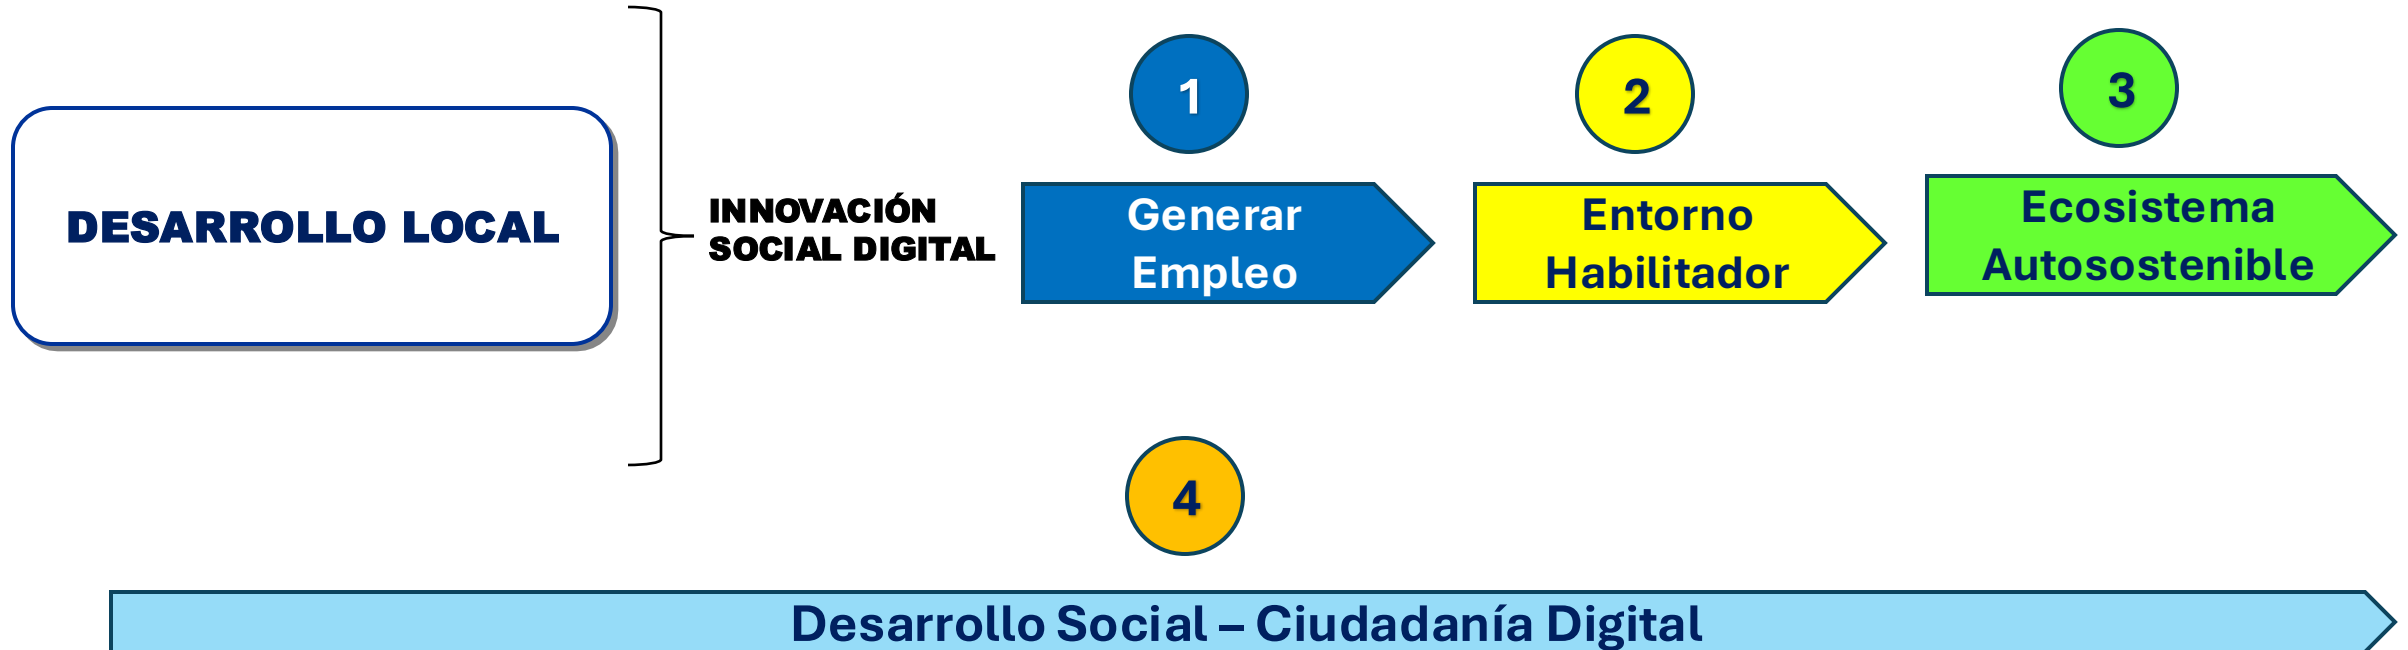 DESARROLLO LOCAL
INNOVACIÓN
SOCIAL DIGITAL
1
Generar
Empleo
2
Entorno
Habilitador
3
Ecosistema
Autosostenible
4
Desarrollo Social – Ciudadanía Digital